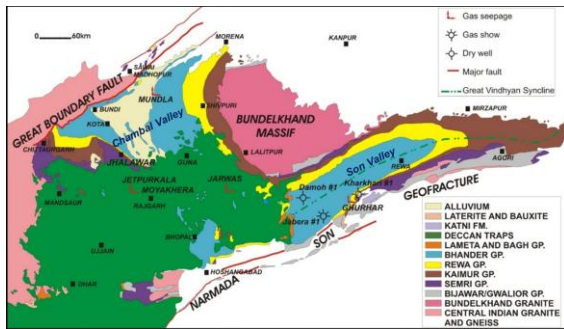 0 60km
MORENA
KANPUR
Gas seepage
Gas show
Dry well
Major fault
Great Vindhyan Syncline
GREAT BOUNDARY FAULT
SAWAI
MADHOPUR
BUNDI
MUNDLA
KOTA
Chambal Valley
SHIVPURI
BUNDELKHAND
MASSIF
MIRZAPUR
CHITTAURGARH
JHALAWAR
GUNA
LALITPUR
Son Valley
REWA
AGORI
JETPURKALA
MOYAKHERA
JARWAS
Damoh #1
Kharkhari #1
MANDSAUR
RAJGARH
GHURHAR
GEOFRACTURE
Jabera #1
UJJAIN
BHOPAL
SON
DHAR
HOSHANGABAD
NARMADA
ALLUVIUM
LATERITE AND BAUXITE
KATNI FM.
DECCAN TRAPS
LAMETA AND BAGH GP.
BHANDER GP.
REWA GP.
KAIMUR GP.
SEMRI GP.
BIJAWAR/GWALIOR GP.
BUNDELKHAND GRANITE
CENTRAL INDIAN GRANITE
AND GNEISS